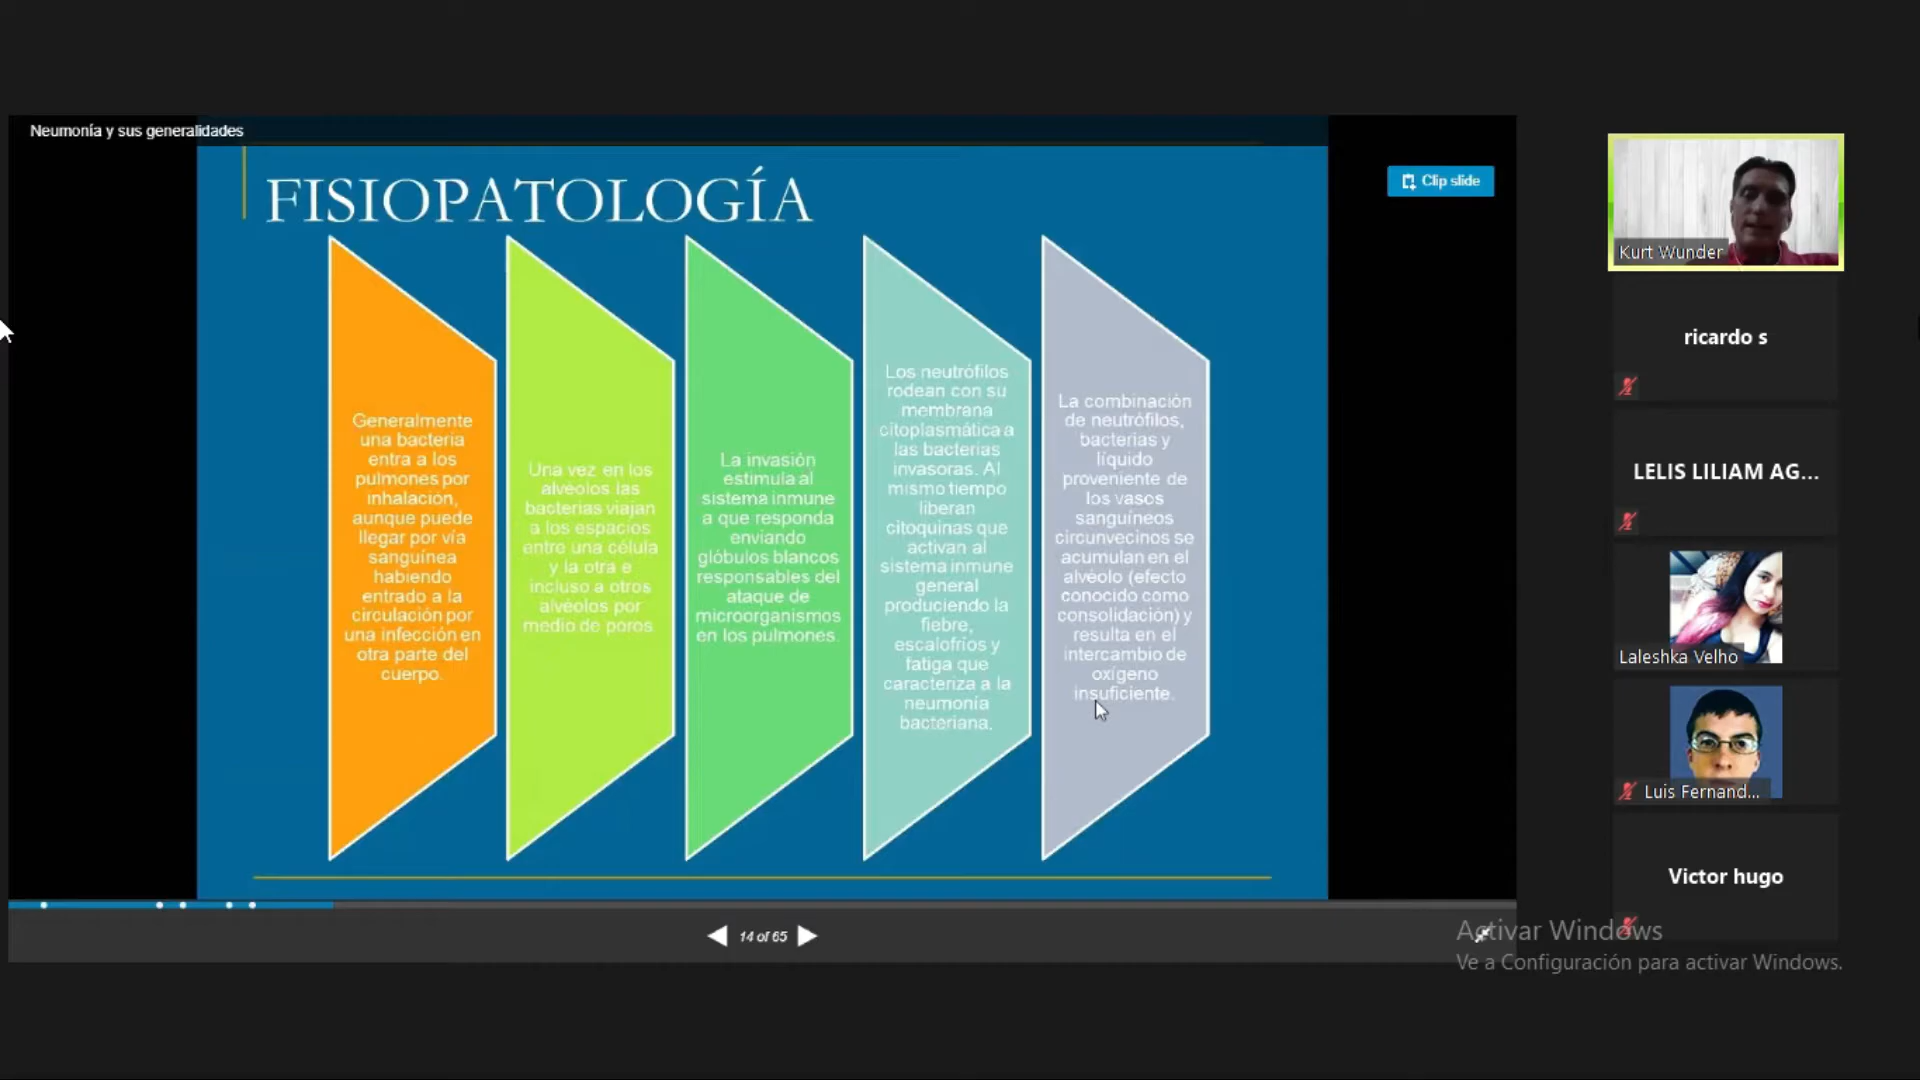 Neumonía y sus generalidades
FISIOPATOLOGÍA
Clip slide
Generalmente
una bacteria
entra a los
pulmones por
inhalación,
aunque puede
llegar por vía
sanguínea
habiendo
entrado a la
circulación por
una infección en
otra parte del
cuerpo.
Una vez en los
alvéolos las
bacterias viajan
a los espacios
entre una célula
y la otra e
incluso a otros
alvéolos por
medio de poros.
La invasión
estimula al
sistema inmune
a que responda
enviando
glóbulos blancos
responsables del
ataque de
microorganismos
en los pulmones.
Los neutrófilos
rodean con su
membrana
citoplasmática a
las bacterias
invasoras. Al
mismo tiempo
liberan
citoquinas que
activan al
sistema inmune
general
produciendo la
fiebre,
escalofríos y
fatiga que
caracteriza a la
neumonía
bacteriana.
La combinación
de neutrófilos,
bacterias y
líquido
proveniente de
los vasos
sanguíneos
circunvecinos se
acumulan en el
alvéolo (efecto
conocido como
consolidación) y
resulta en el
intercambio de
oxígeno
insuficiente.
14 of 65
Kurt Wunder
ricardo s
LELIS LILIAM AG...
Laleshka Velho
Luis Fernand...
Victor hugo
Activar Windows
Ve a Configuración para activar Windows.